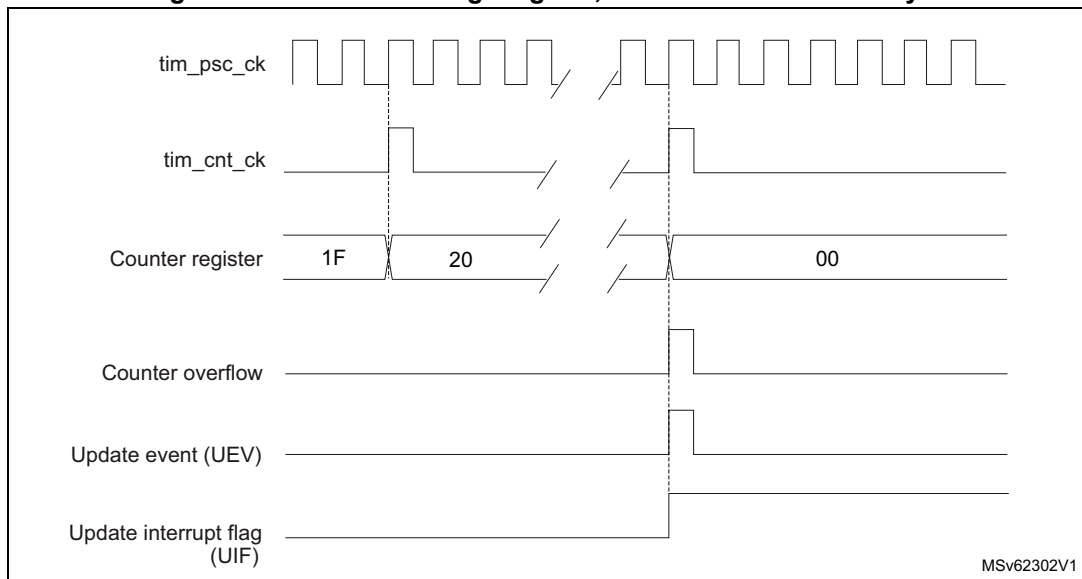 tim_psc_ck
tim_cnt_ck
Counter register
1F
20
00
Counter overflow
Update event (UEV)
Update interrupt flag
(UIF)
MSv62302V1